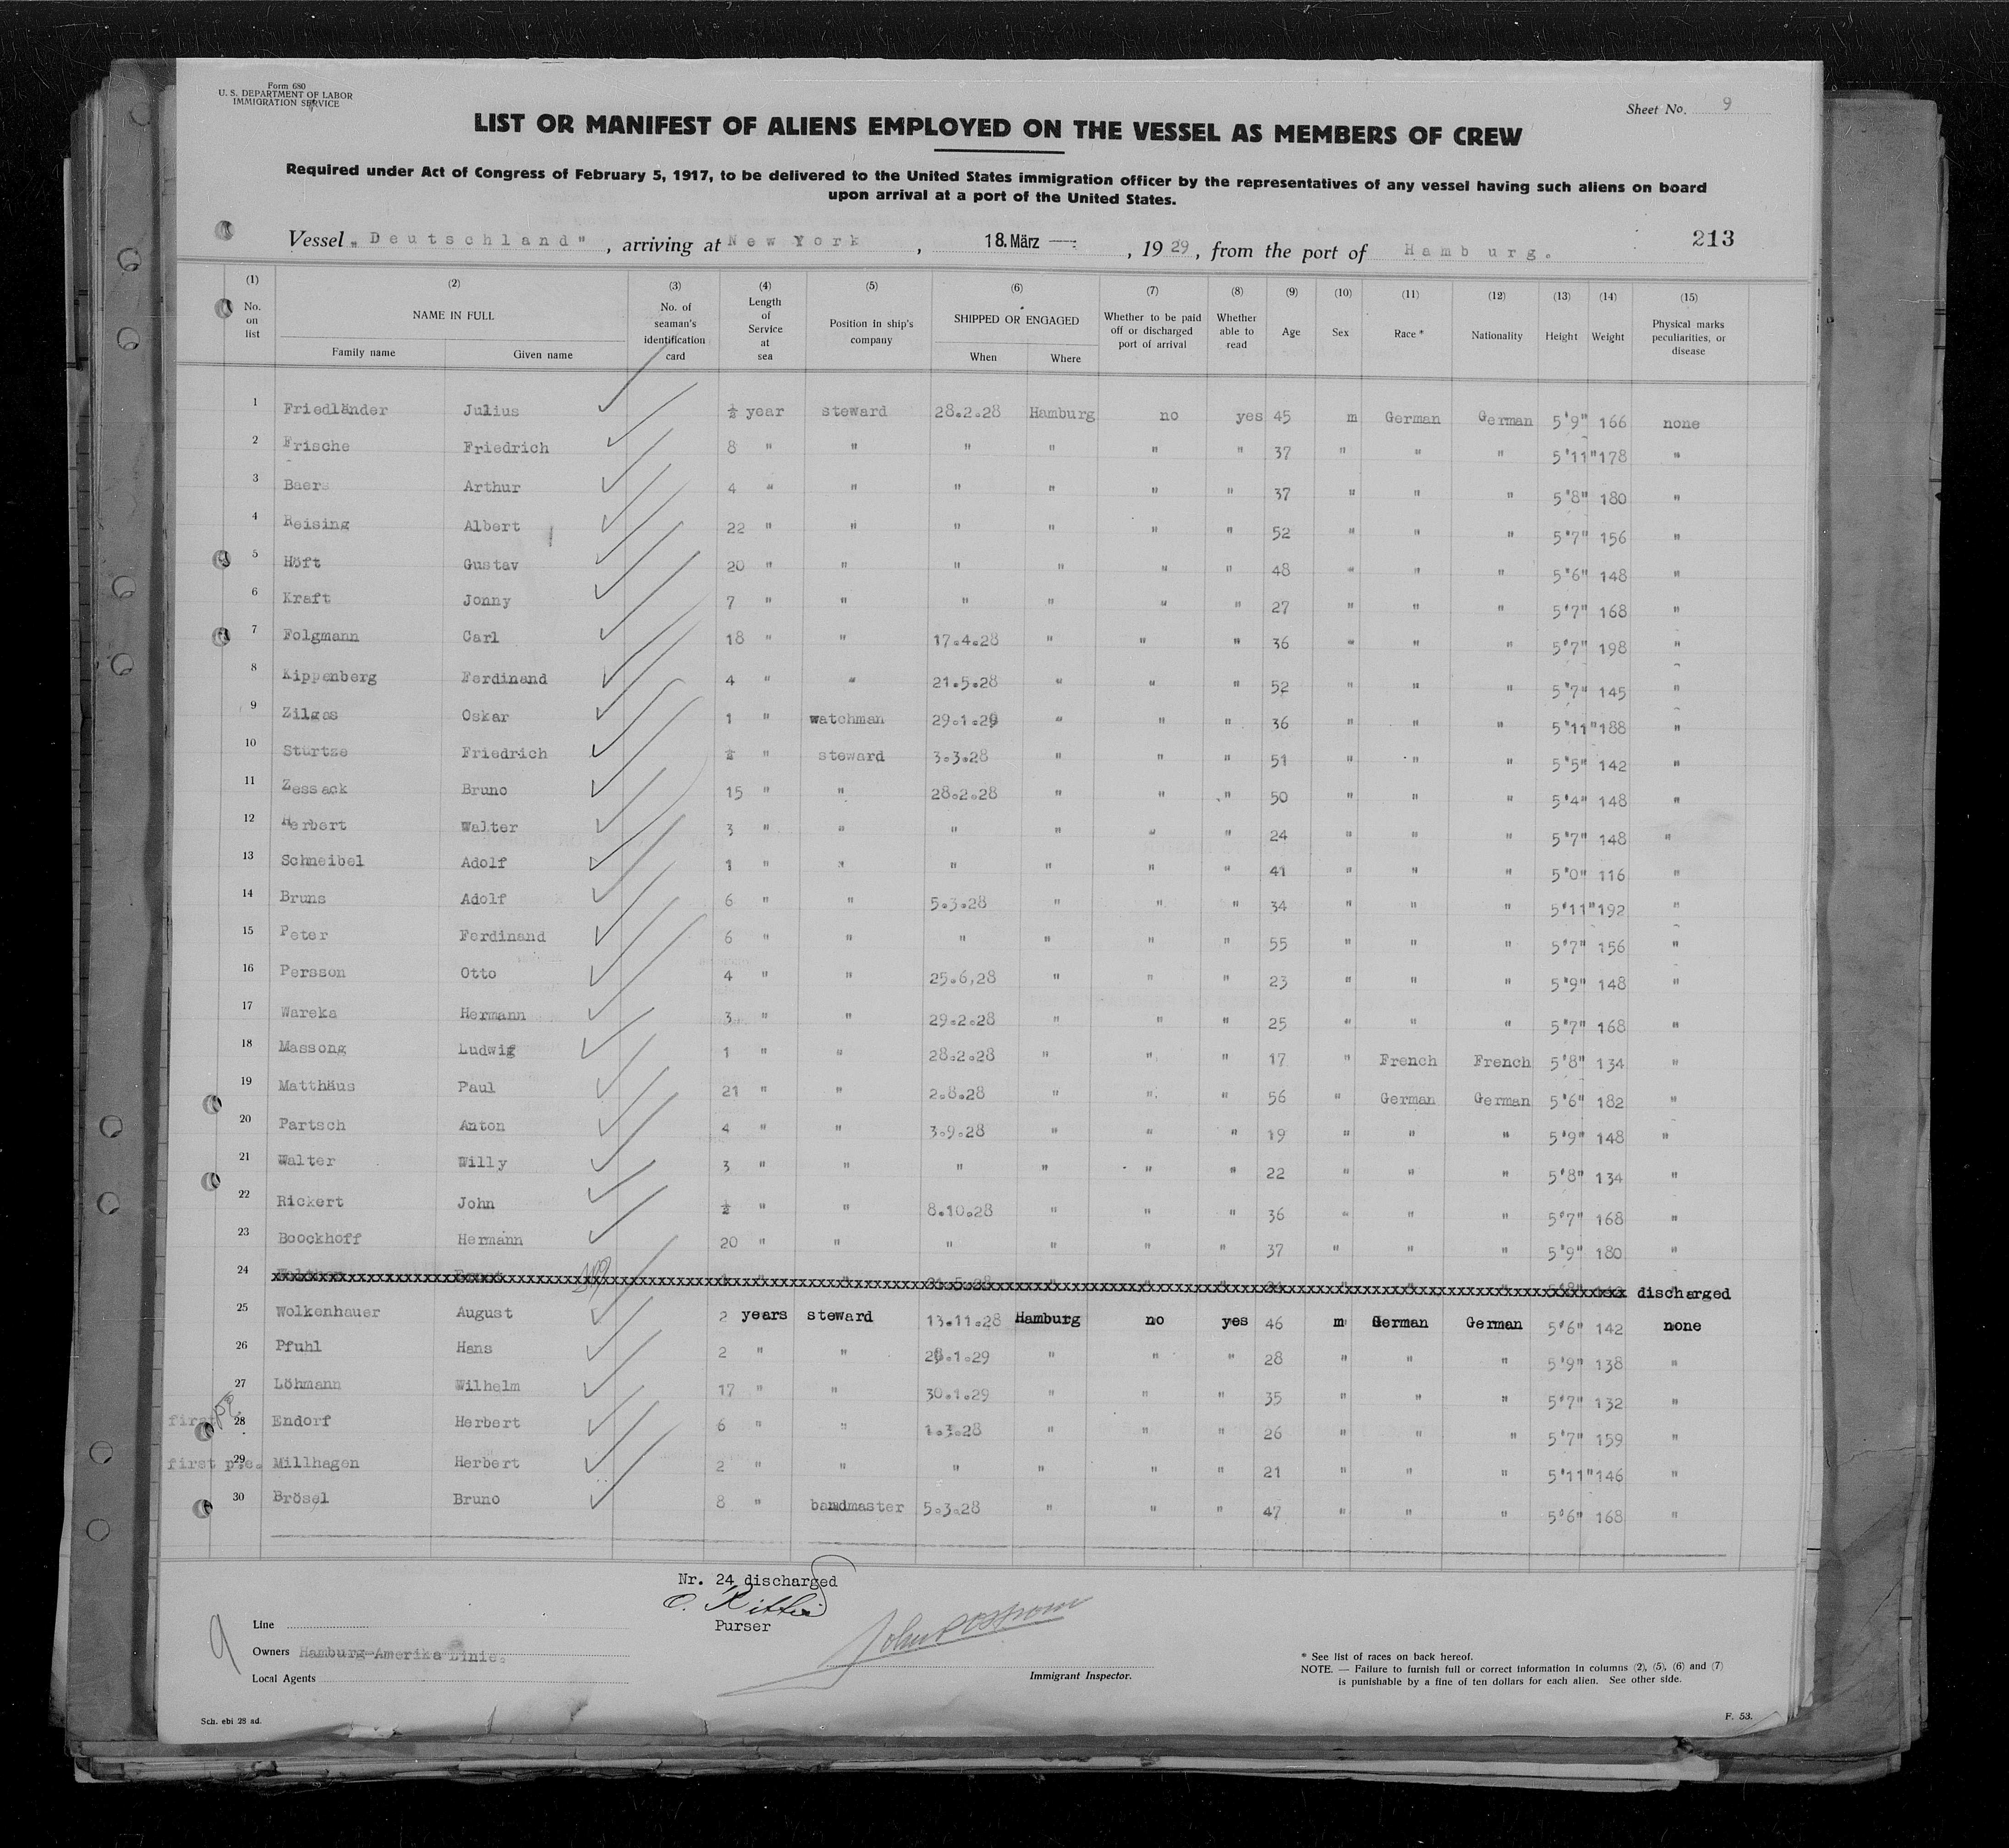 Form 680
U. S. DEPARTMENT OF LABOR
IMMIGRATION SERVICE
Sheet No. 9
LIST OR MANIFEST OF ALIENS EMPLOYED ON THE VESSEL AS MEMBERS OF CREW
Required under Act of Congress of February 5, 1917, to be delivered to the United States immigration officer by the representatives of any vessel having such aliens on board
upon arrival at a port of the United States.
Vessel „Deutschland" , arriving at New York , 18. März , 1929, from the port of Hamburg. 213
(1) No. on list (2) NAME IN FULL Family name Given name (3) No. of seaman's identification card (4) Length of Service at sea (5) Position in ship's company (6) SHIPPED OR ENGAGED When Where (7) Whether to be paid off or discharged port of arrival (8) Whether able to read (9) Age (10) Sex (11) Race * (12) Nationality (13) Height (14) Weight (15) Physical marks peculiarities, or disease
1 Friedländer Julius ½ year steward 28.2.28 Hamburg no yes 45 m German German 5'9" 166 none
2 Frische Friedrich 8 " " " " " " 37 " " " 5'11" 178 "
3 Baers Arthur 4 " " " " " " 37 " " " 5'8" 180 "
4 Reising Albert 22 " " " " " " 52 " " " 5'7" 156 "
5 Höft Gustav 20 " " " " " " 48 " " " 5'6" 148 "
6 Kraft Jonny 7 " " " " " " 27 " " " 5'7" 168 "
7 Folgmann Carl 18 " " 17.4.28 " " " 36 " " " 5'7" 198 "
8 Kippenberg Ferdinand 4 " " 21.5.28 " " " 52 " " " 5'7" 145 "
9 Zilgas Oskar 1 " watchman 29.1.29 " " " 36 " " " 5'11" 188 "
10 Stürtze Friedrich ½ " steward 3.3.28 " " " 51 " " " 5'5" 142 "
11 Zessack Bruno 15 " " 28.2.28 " " " 50 " " " 5'4" 148 "
12 Herbert Walter 3 " " " " " " 24 " " " 5'7" 148 "
13 Schneibel Adolf 1 " " " " " " 41 " " " 5'0" 116 "
14 Bruns Adolf 6 " " 5.3.28 " " " 34 " " " 5'11" 192 "
15 Peter Ferdinand 6 " " " " " " 55 " " " 5'7" 156 "
16 Persson Otto 4 " " 25.6,28 " " " 23 " " " 5'9" 148 "
17 Wareka Hermann 3 " " 29.2.28 " " " 25 " " " 5'7" 168 "
18 Massong Ludwig 1 " " 28.2.28 " " " 17 " French French 5'8" 134 "
19 Matthäus Paul 21 " " 2.8.28 " " " 56 " German German 5'6" 182 "
20 Partsch Anton 4 " " 3.9.28 " " " 19 " " " 5'9" 148 "
21 Walter Willy 3 " " " " " " 22 " " " 5'8" 134 "
22 Rickert John ½ " " 8.10.28 " " " 36 " " " 5'7" 168 "
23 Boockhoff Hermann 20 " " " " " " 37 " " " 5'9" 180 "
24 discharged
25 Wolkenhauer August 2 years steward 13.11.28 Hamburg no yes 46 m German German 5'6" 142 none
26 Pfuhl Hans 2 " " 28.1.29 " " " 28 " " " 5'9" 138 "
27 Löhmann Wilhelm 17 " " 30.1.29 " " " 35 " " " 5'7" 132 "
first 28 Endorf Herbert 6 " " 1.3.28 " " " 26 " " " 5'7" 159 "
first p.e. 29 Millhagen Herbert 2 " " " " " " 21 " " " 5'11" 146 "
30 Brösel Bruno 8 " bandmaster 5.3.28 " " " 47 " " " 5'6" 168 "
Nr. 24 discharged
Purser
9
Line
Owners Hamburg-Amerika Linie.
Local Agents
Immigrant Inspector.
* See list of races on back hereof.
NOTE. — Failure to furnish full or correct information in columns (2), (5), (6) and (7)
is punishable by a fine of ten dollars for each alien. See other side.
Sch. ebi 28 ad.
F. 53.